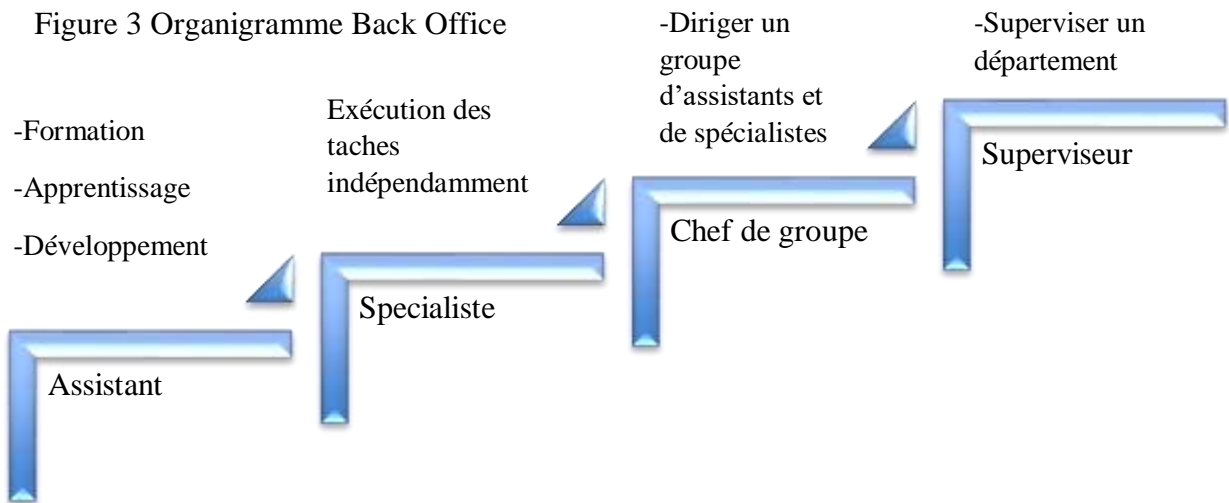 Figure 3 Organigramme Back Office
-Formation
-Apprentissage
-Développement
Assistant
Exécution des
taches
indépendamment
Specialiste
-Diriger un
groupe
d’assistants et
de spécialistes
Chef de groupe
-Superviser un
département
Superviseur